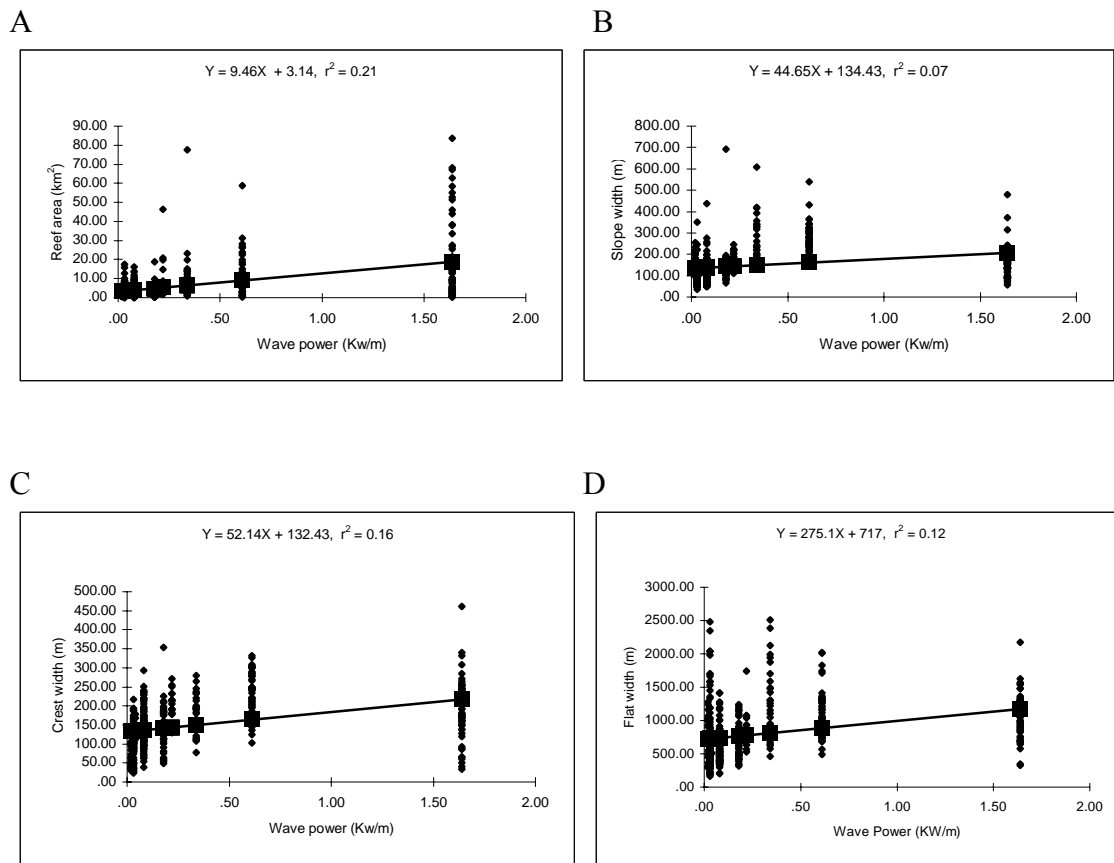 A
Y = 9.46X + 3.14, r² = 0.21
Reef area (km²)
90.00
80.00
70.00
60.00
50.00
40.00
30.00
20.00
10.00
.00
.00 .50 1.00 1.50 2.00
Wave power (Kw/m)
B
Y = 44.65X + 134.43, r² = 0.07
Slope width (m)
800.00
700.00
600.00
500.00
400.00
300.00
200.00
100.00
.00
.00 .50 1.00 1.50 2.00
Wave power (Kw/m)
C
Y = 52.14X + 132.43, r² = 0.16
Crest width (m)
500.00
450.00
400.00
350.00
300.00
250.00
200.00
150.00
100.00
50.00
.00
.00 .50 1.00 1.50 2.00
Wave power (Kw/m)
D
Y = 275.1X + 717, r² = 0.12
Flat width (m)
3000.00
2500.00
2000.00
1500.00
1000.00
500.00
.00
.00 .50 1.00 1.50 2.00
Wave Power (KW/m)